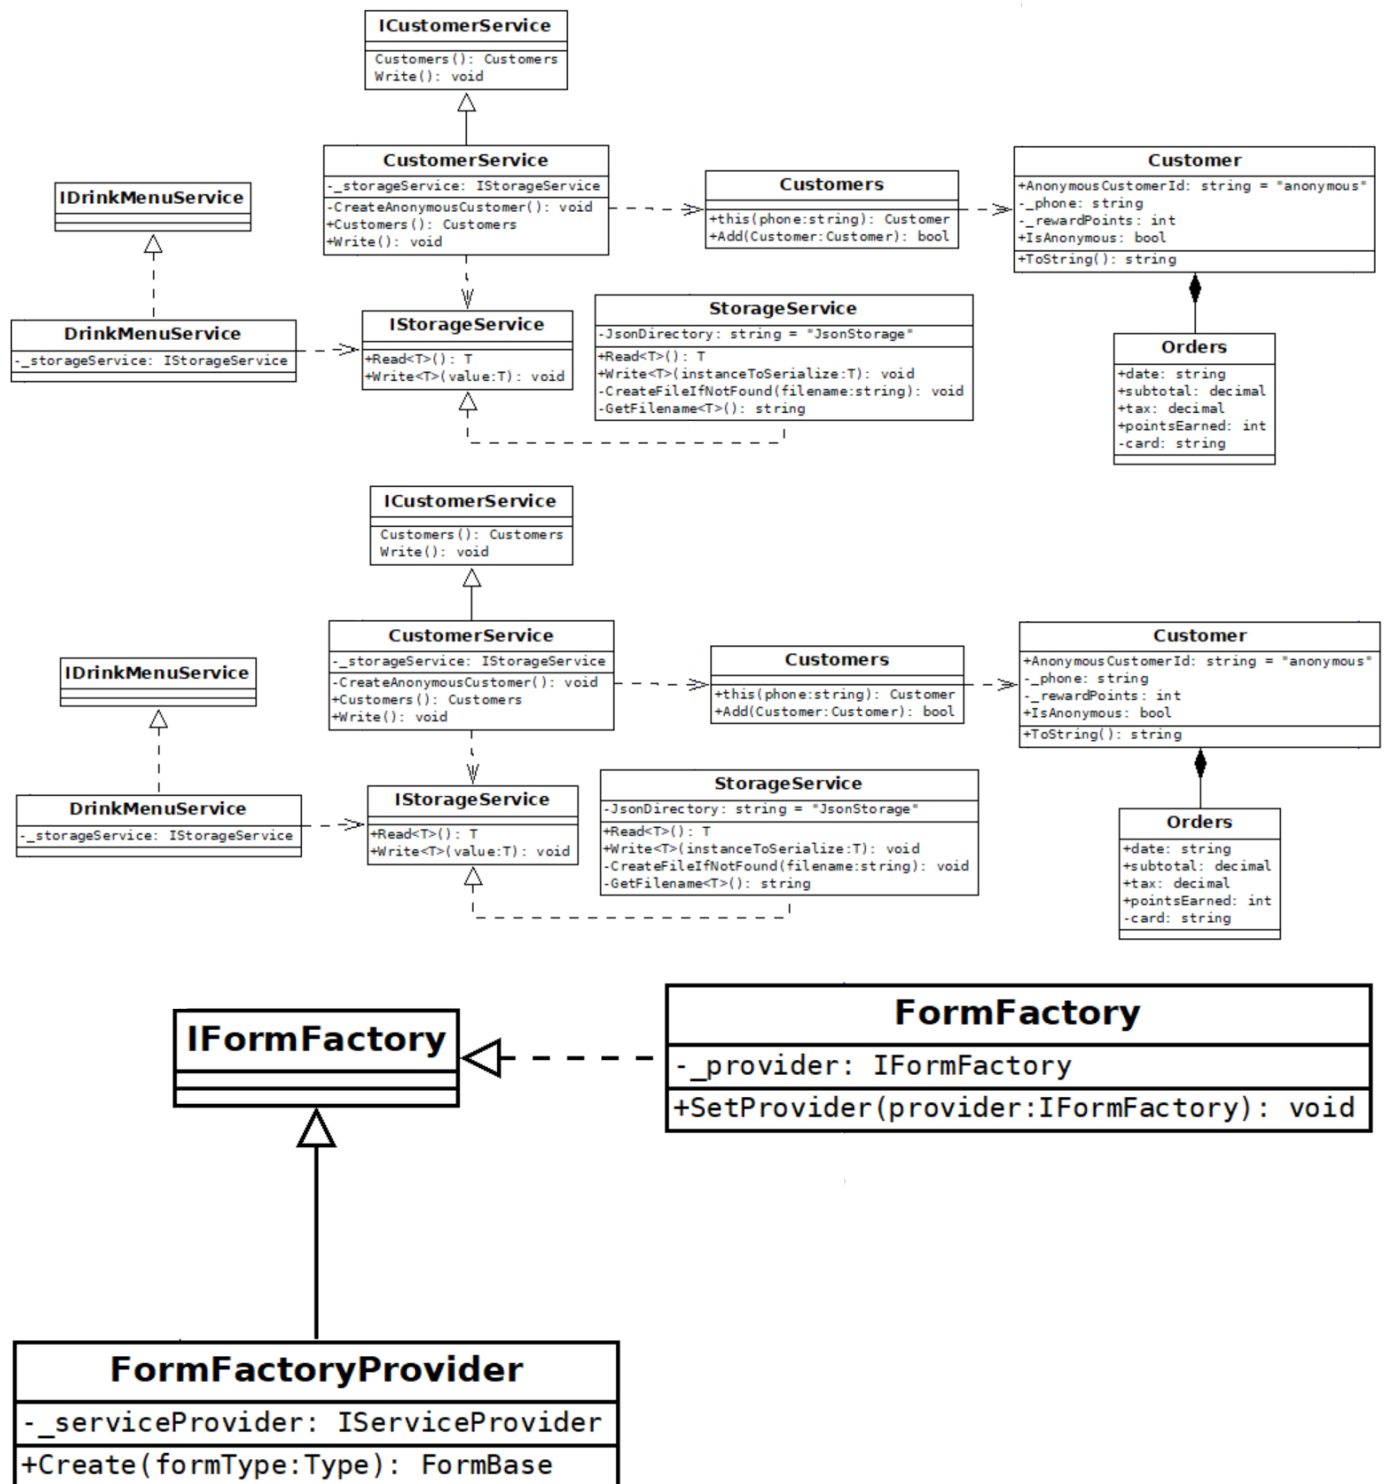 ICustomerService
Customers(): Customers
Write(): void
CustomerService
-_storageService: IStorageService
-CreateAnonymousCustomer(): void
+Customers(): Customers
+Write(): void
IDrinkMenuService
Customers
+this(phone:string): Customer
+Add(Customer:Customer): bool
Customer
+AnonymousCustomerId: string = "anonymous"
-_phone: string
-_rewardPoints: int
+IsAnonymous: bool
+ToString(): string
DrinkMenuService
-_storageService: IStorageService
IStorageService
+Read<T>(): T
+Write<T>(value:T): void
StorageService
-JsonDirectory: string = "JsonStorage"
+Read<T>(): T
+Write<T>(instanceToSerialize:T): void
-CreateFileIfNotFound(filename:string): void
-GetFilename<T>(): string
Orders
+date: string
+subtotal: decimal
+tax: decimal
+pointsEarned: int
-card: string
ICustomerService
Customers(): Customers
Write(): void
CustomerService
-_storageService: IStorageService
-CreateAnonymousCustomer(): void
+Customers(): Customers
+Write(): void
IDrinkMenuService
Customers
+this(phone:string): Customer
+Add(Customer:Customer): bool
Customer
+AnonymousCustomerId: string = "anonymous"
-_phone: string
-_rewardPoints: int
+IsAnonymous: bool
+ToString(): string
DrinkMenuService
-_storageService: IStorageService
IStorageService
+Read<T>(): T
+Write<T>(value:T): void
StorageService
-JsonDirectory: string = "JsonStorage"
+Read<T>(): T
+Write<T>(instanceToSerialize:T): void
-CreateFileIfNotFound(filename:string): void
-GetFilename<T>(): string
Orders
+date: string
+subtotal: decimal
+tax: decimal
+pointsEarned: int
-card: string
IFormFactory
FormFactory
-_provider: IFormFactory
+SetProvider(provider:IFormFactory): void
FormFactoryProvider
-_serviceProvider: IServiceProvider
+Create(formType:Type): FormBase